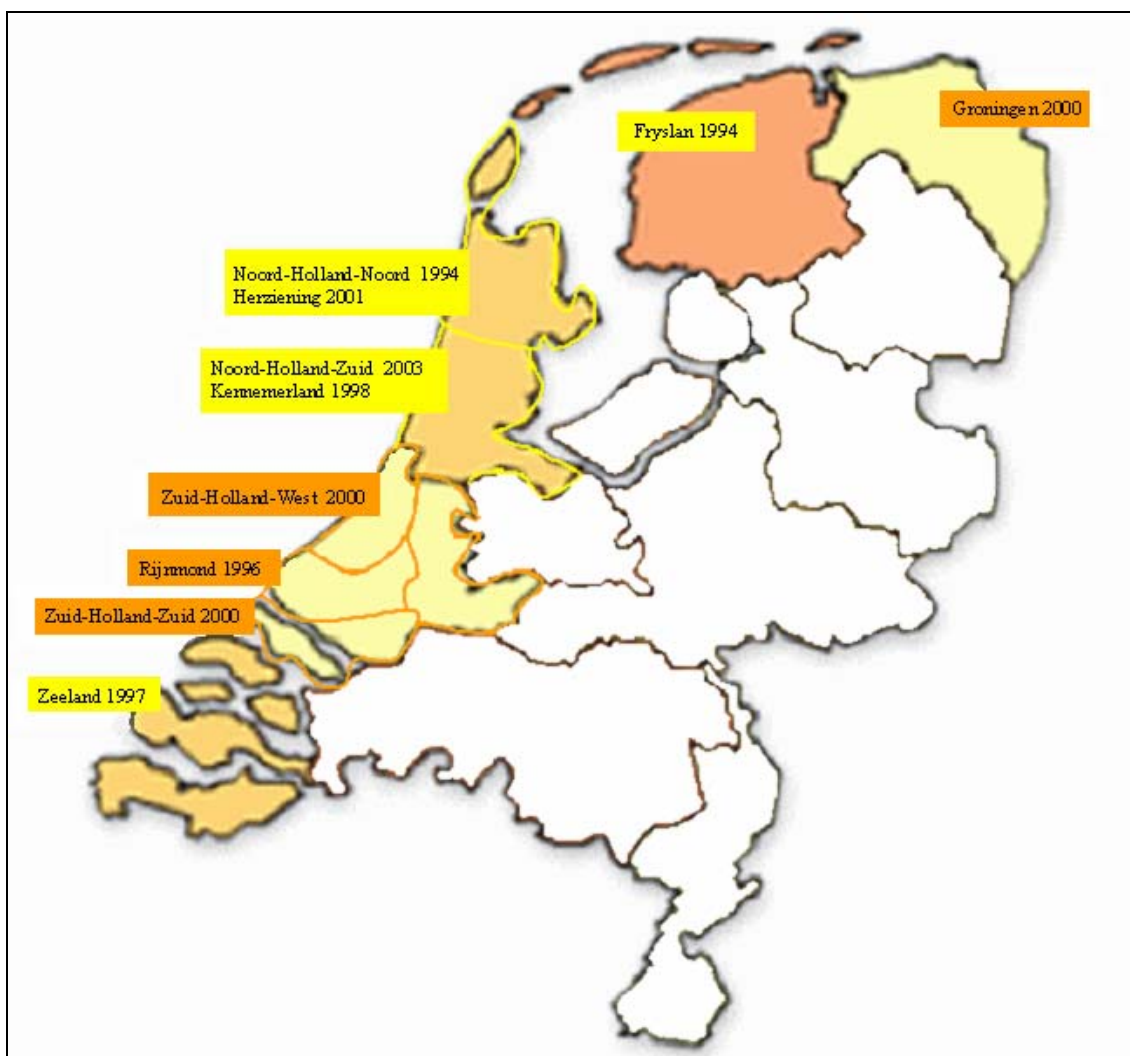 Groningen 2000
Fryslan 1994
Noord-Holland-Noord 1994
Herziening 2001
Noord-Holland-Zuid 2003
Kennemerland 1998
Zuid-Holland-West 2000
Rijnmond 1996
Zuid-Holland-Zuid 2000
Zeeland 1997